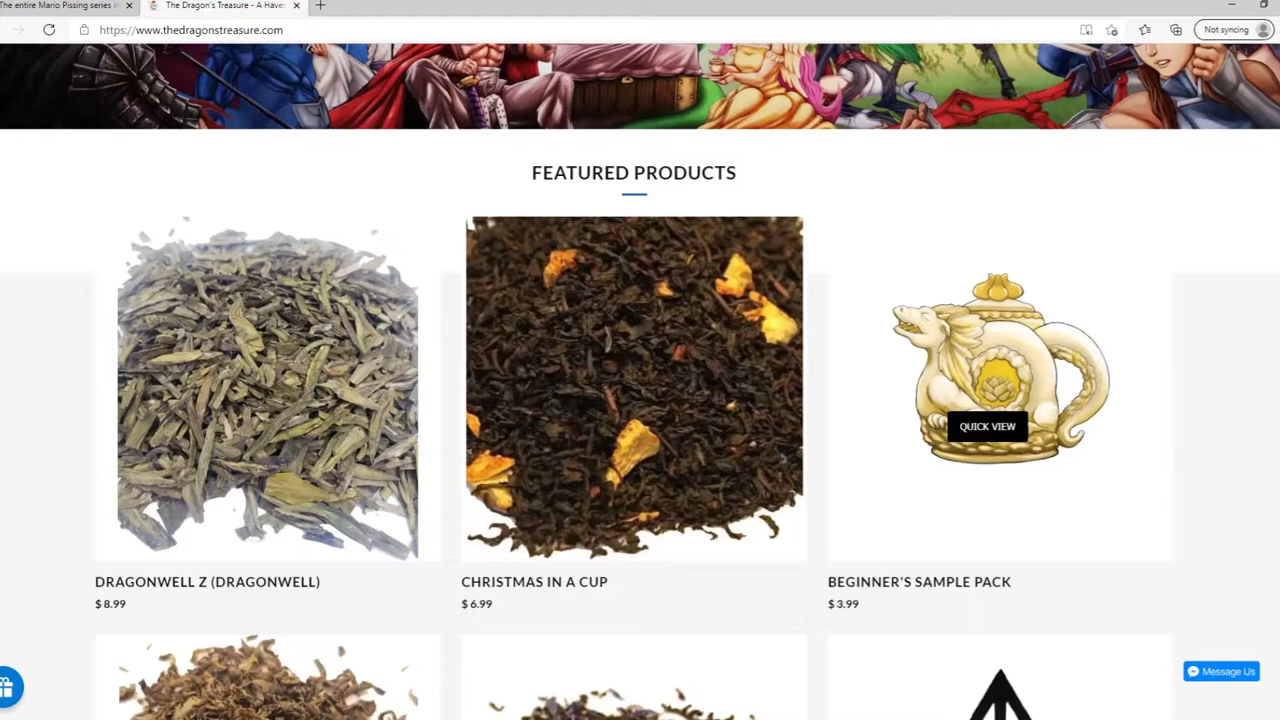 The entire Mario Pissing series in
The Dragon's Treasure - A Have
https://www.thedragonstreasure.com
Not syncing
FEATURED PRODUCTS
QUICK VIEW
DRAGONWELL Z (DRAGONWELL)
CHRISTMAS IN A CUP
BEGINNER'S SAMPLE PACK
$ 8.99
$ 6.99
$ 3.99
Message Us